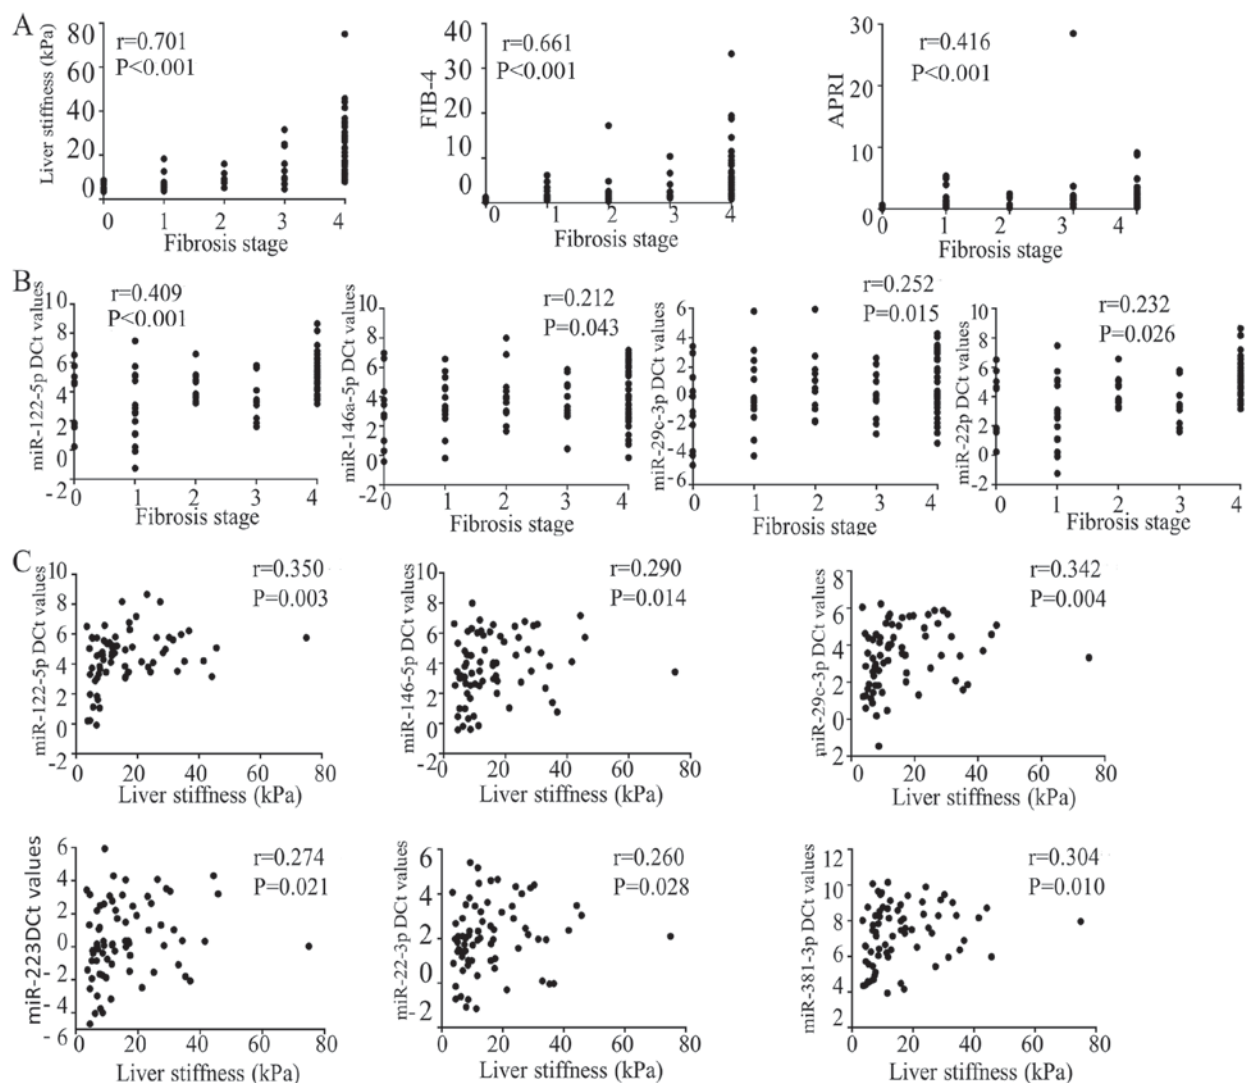 A
Liver stiffness (kPa)
80
60
40
20
0
r=0.701
P<0.001
0 1 2 3 4
Fibrosis stage
FIB-4
40
30
20
10
0
r=0.661
P<0.001
0 1 2 3 4
Fibrosis stage
APRI
30
20
10
0
r=0.416
P<0.001
0 1 2 3 4
Fibrosis stage
B
miR-122-5p DCt values
10
8
6
4
2
0
-2
r=0.409
P<0.001
0 1 2 3 4
Fibrosis stage
miR-146a-5p DCt values
10
8
6
4
2
0
-2
r=0.212
P=0.043
0 1 2 3 4
Fibrosis stage
miR-29c-3p DCt values
6
4
2
0
-2
-4
-6
r=0.252
P=0.015
0 1 2 3 4
Fibrosis stage
miR-22p DCt values
10
8
6
4
2
0
-2
r=0.232
P=0.026
0 1 2 3 4
Fibrosis stage
C
miR-122-5p DCt values
10
8
6
4
2
0
-2
r=0.350
P=0.003
0 20 40 60 80
Liver stiffness (kPa)
miR-146-5p DCt values
10
8
6
4
2
0
-2
r=0.290
P=0.014
0 20 40 60 80
Liver stiffness (kPa)
miR-29c-3p DCt values
8
6
4
2
0
2
r=0.342
P=0.004
0 20 40 60 80
Liver stiffness (kPa)
miR-223DCt values
6
4
2
0
-2
-4
-6
r=0.274
P=0.021
0 20 40 60 80
Liver stiffness (kPa)
miR-22-3p DCt values
6
4
2
0
-2
r=0.260
P=0.028
0 20 40 60 80
Liver stiffness (kPa)
miR-381-3p DCt values
12
10
8
6
4
2
r=0.304
P=0.010
0 20 40 60 80
Liver stiffness (kPa)